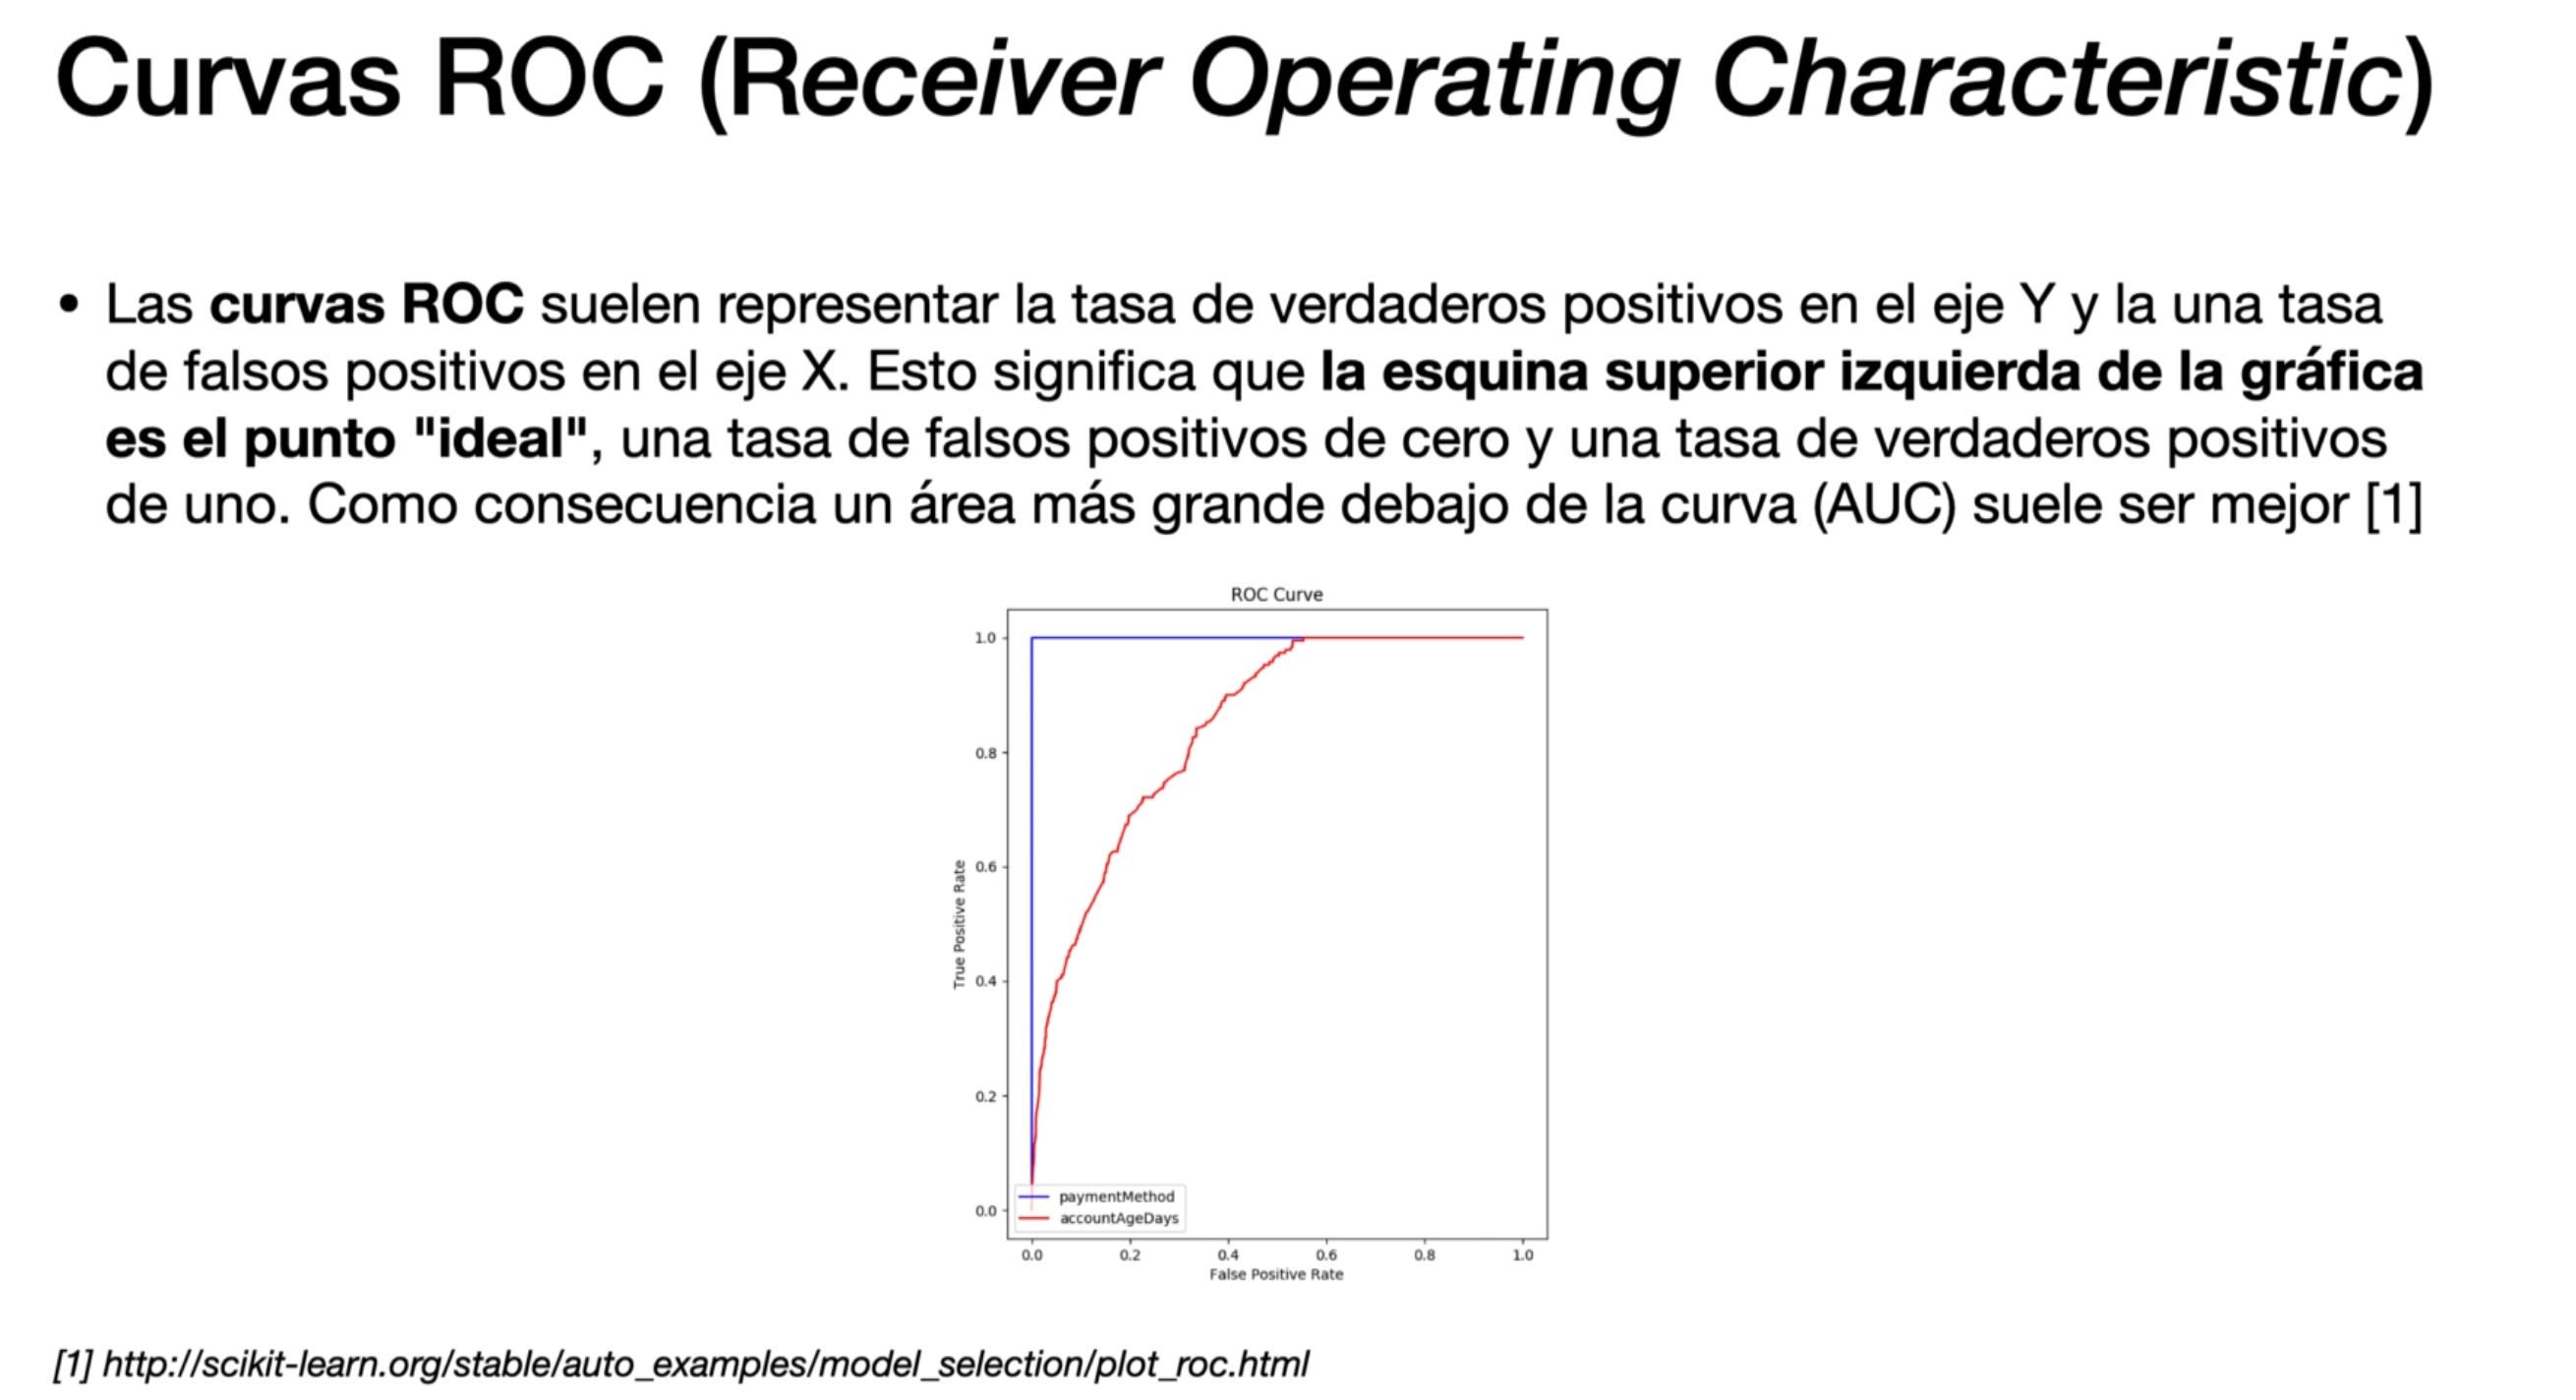 Curvas ROC (Receiver Operating Characteristic)
• Las curvas ROC suelen representar la tasa de verdaderos positivos en el eje Y y la una tasa
de falsos positivos en el eje X. Esto significa que la esquina superior izquierda de la gráfica
es el punto "ideal", una tasa de falsos positivos de cero y una tasa de verdaderos positivos
de uno. Como consecuencia un área más grande debajo de la curva (AUC) suele ser mejor [1]
ROC Curve
True Positive Rate
1.0
0.8
0.6
0.4
0.2
0.0
paymentMethod
accountAgeDays
0.0 0.2 0.4 0.6 0.8 1.0
False Positive Rate
[1] http://scikit-learn.org/stable/auto_examples/model_selection/plot_roc.html